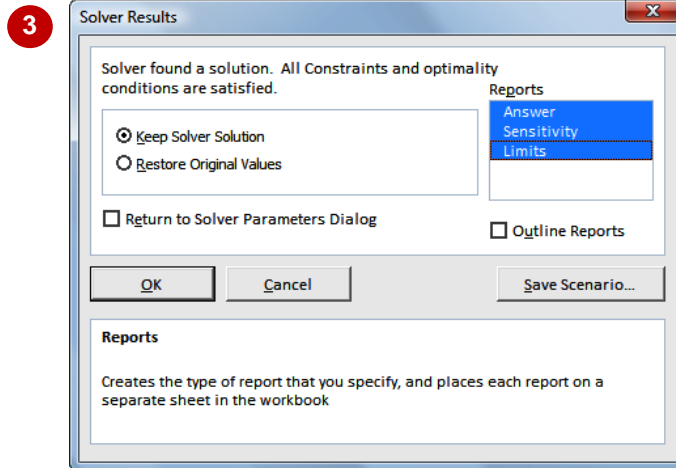 3
Solver Results
x
Solver found a solution. All Constraints and optimality
conditions are satisfied.
Reports
Answer
Sensitivity
Limits
Keep Solver Solution
Restore Original Values
Return to Solver Parameters Dialog
Outline Reports
OK
Cancel
Save Scenario...
Reports
Creates the type of report that you specify, and places each report on a
separate sheet in the workbook